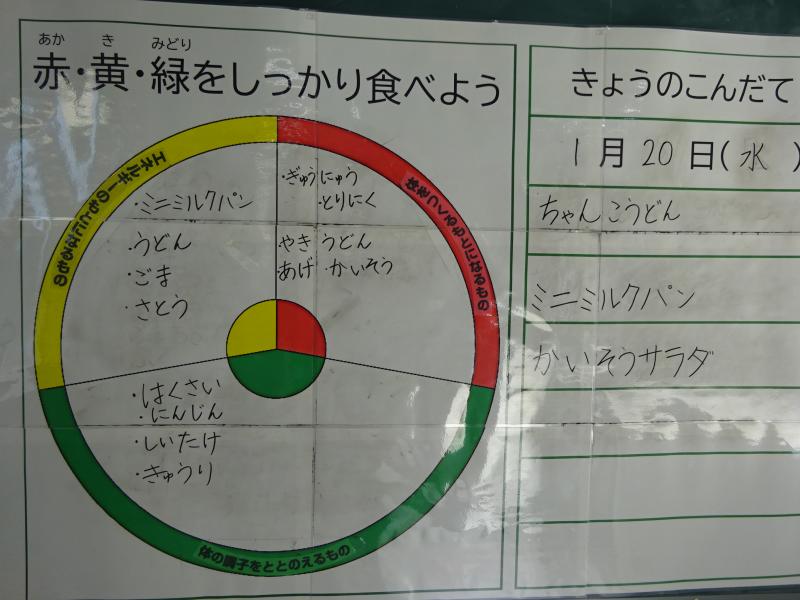 あか き みどり
赤・黄・緑をしっかり食べよう
エネルギーのもとになるもの
・ミニミルクパン
・うどん
・ごま
・さとう
体をつくるもとになるもの
・ぎゅうにゅう
・とりにく
やき うどん
あげ ・かいそう
・はくさい
・にんじん
・しいたけ
・きゅうり
体の調子をととのえるもの
きょうのこんだて
1月20日(水)
ちゃんこうどん
ミニミルクパン
かいそうサラダ